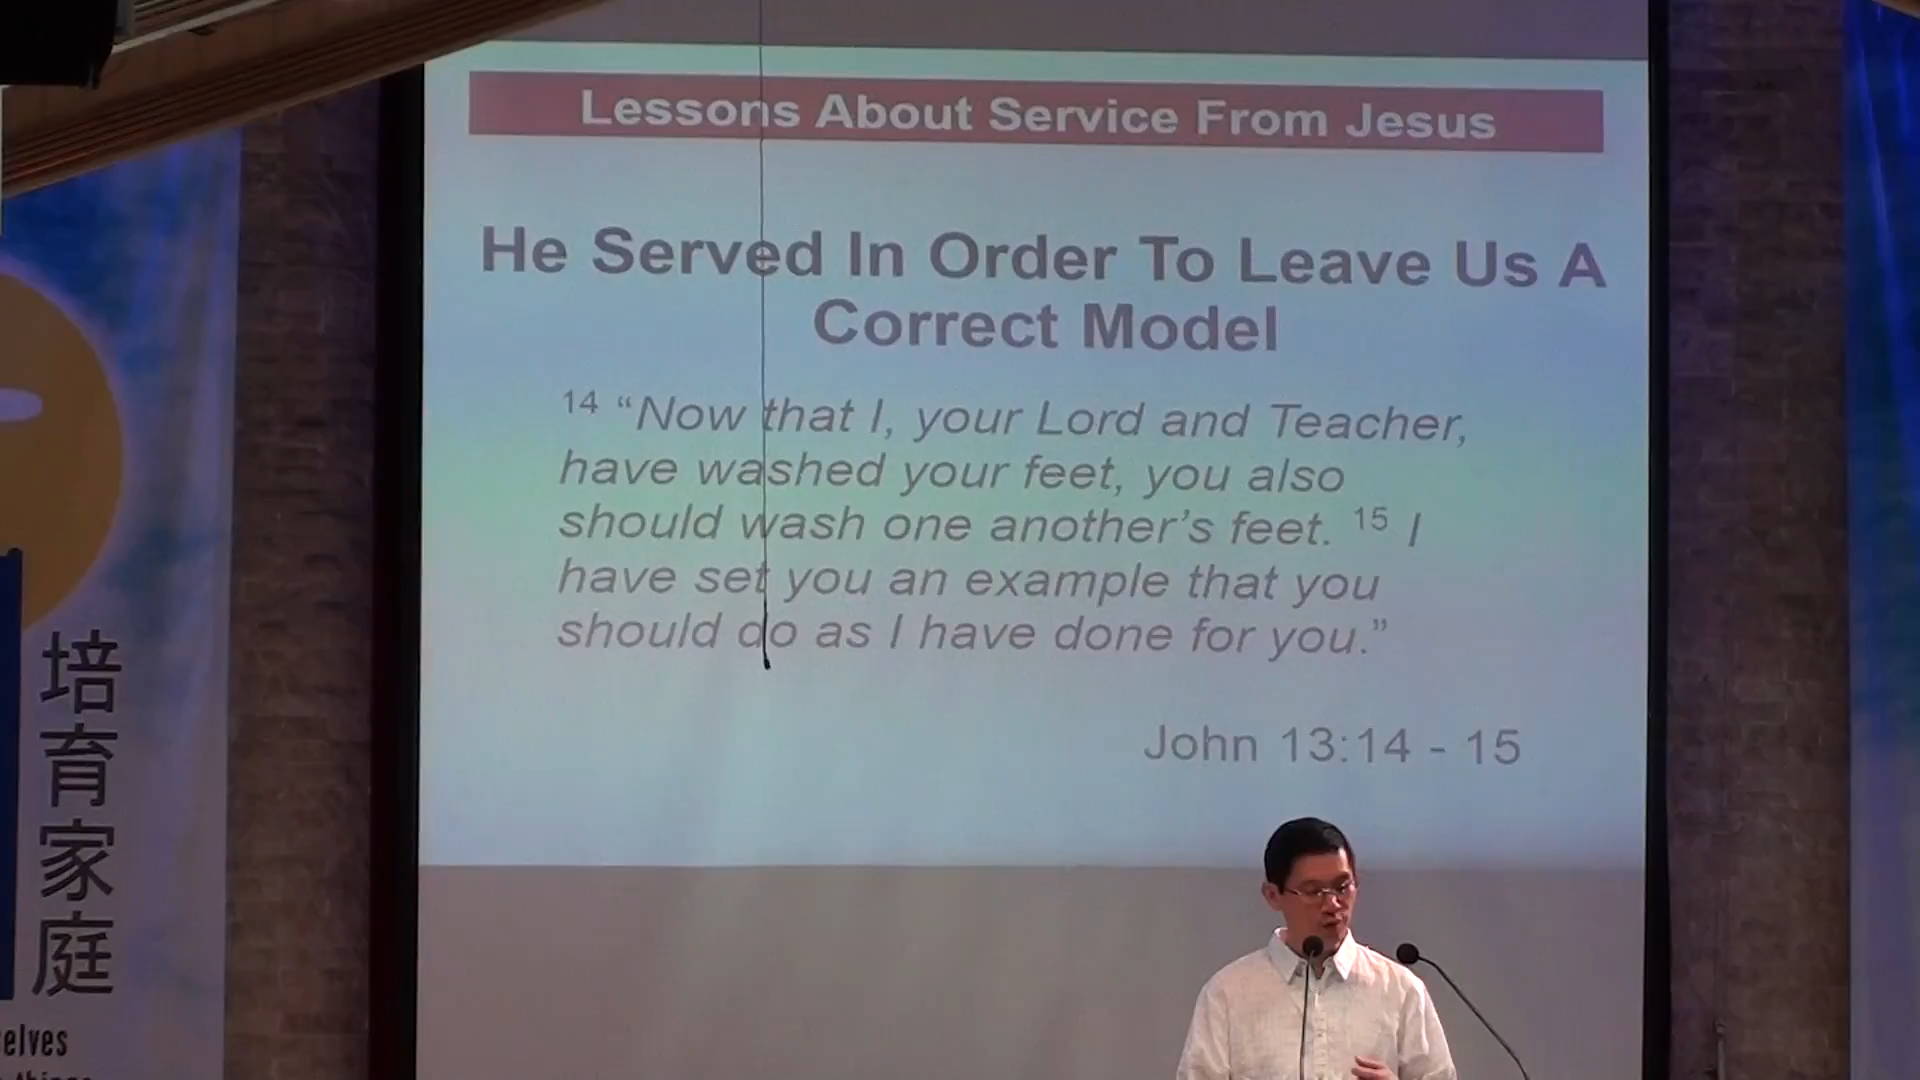 Lessons About Service From Jesus
He Served In Order To Leave Us A
Correct Model
14 “Now that I, your Lord and Teacher,
have washed your feet, you also
should wash one another’s feet. 15 I
have set you an example that you
should do as I have done for you.”
John 13:14 - 15
培育家庭
elves